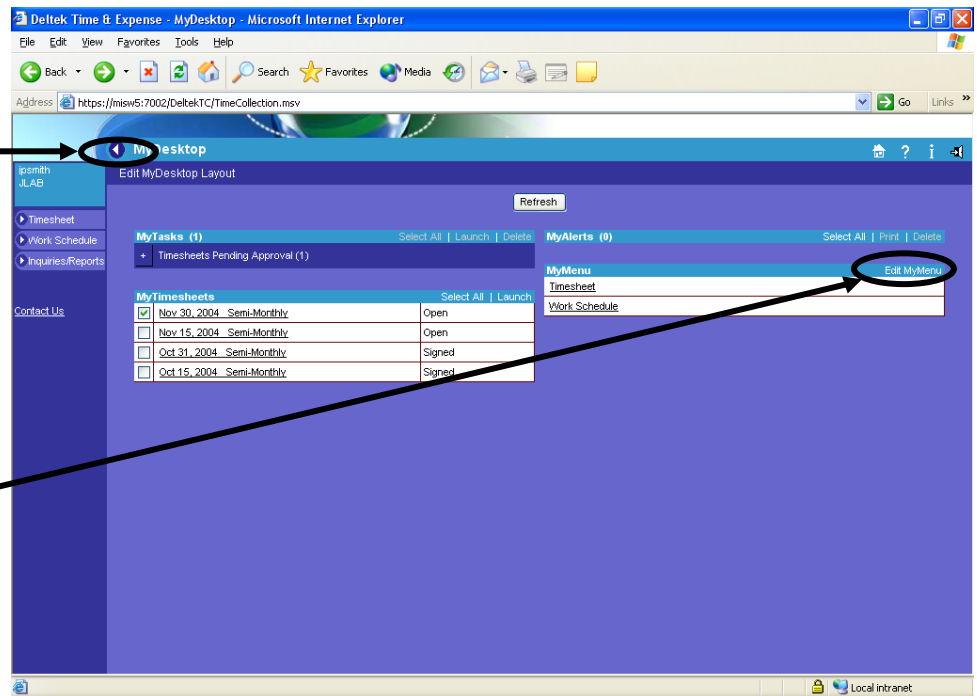 Deltek Time & Expense - MyDesktop - Microsoft Internet Explorer
File Edit View Favorites Tools Help
Back Search Favorites Media
Address https://misw5:7002/DeltekTC/TimeCollection.msv Go Links »
MyDesktop ? i
ipsmith
JLAB
Edit MyDesktop Layout
Refresh
Timesheet
Work Schedule
Inquiries/Reports
Contact Us
MyTasks (1) Select All | Launch | Delete
+ Timesheets Pending Approval (1)
MyTimesheets Select All | Launch
Nov 30, 2004 Semi-Monthly Open
Nov 15, 2004 Semi-Monthly Open
Oct 31, 2004 Semi-Monthly Signed
Oct 15, 2004 Semi-Monthly Signed
MyAlerts (0) Select All | Print | Delete
MyMenu Edit MyMenu
Timesheet
Work Schedule
Local intranet